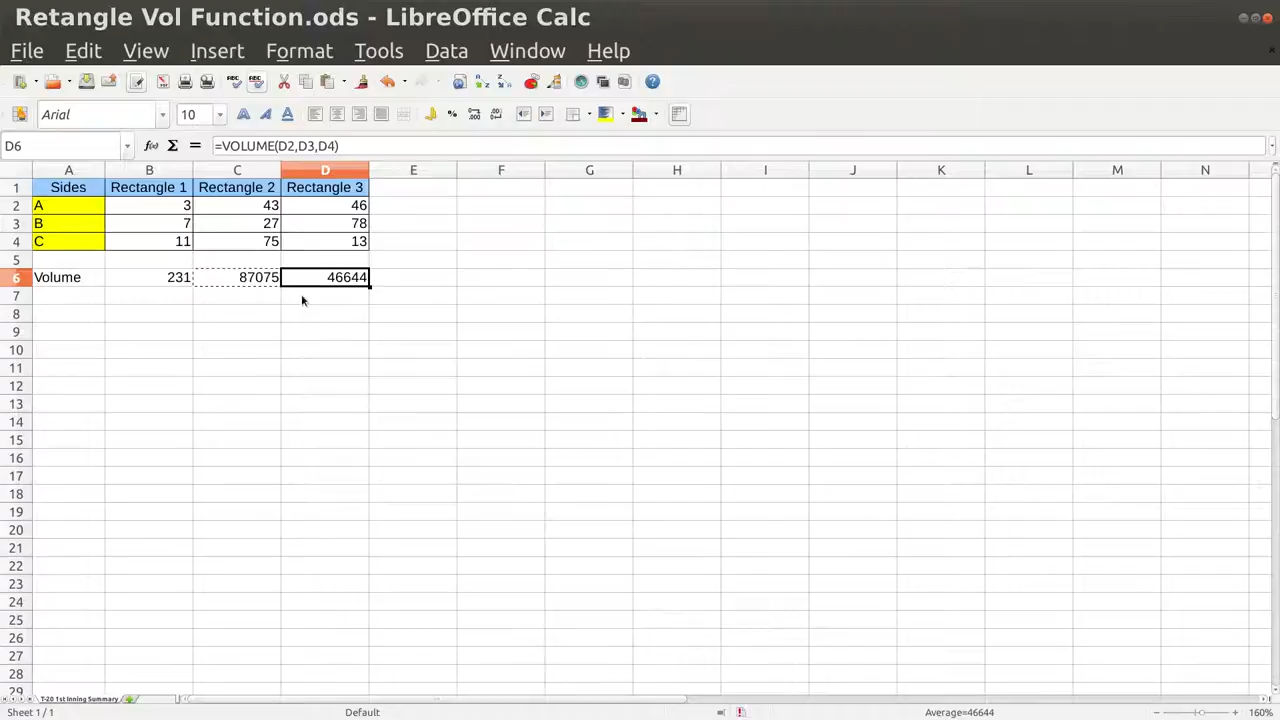 Retangle Vol Function.ods - LibreOffice Calc
File Edit View Insert Format Tools Data Window Help
Arial 10
D6 =VOLUME(D2,D3,D4)
A B C D E F G H I J K L M N
1 Sides Rectangle 1 Rectangle 2 Rectangle 3
2 A 3 43 46
3 B 7 27 78
4 C 11 75 13
5
6 Volume 231 87075 46644
7
8
9
10
11
12
13
14
15
16
17
18
19
20
21
22
23
24
25
26
27
28
29
T-20 1st Inning Summary
Sheet 1 / 1 Default Average=46644 160%